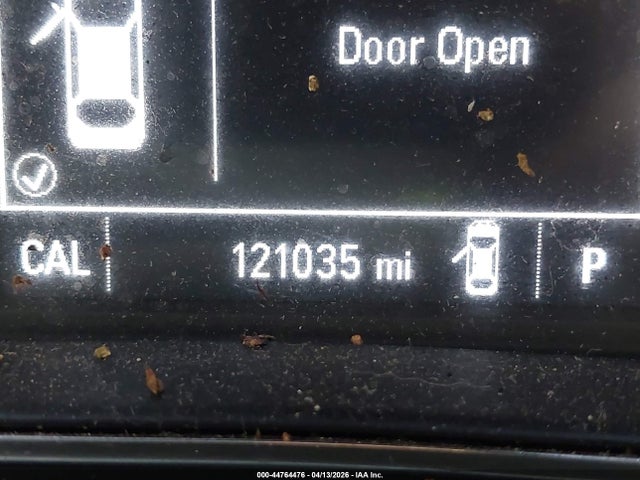 Door Open
CAL 121035 mi P
000-44764476 - 04/13/2026 - IAA Inc.